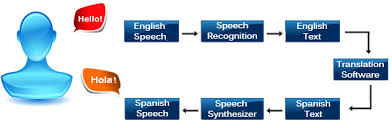 Hello!
English
Speech
Speech
Recognition
English
Text
Translation
Software
Hola!
Spanish
Speech
Speech
Synthesizer
Spanish
Text